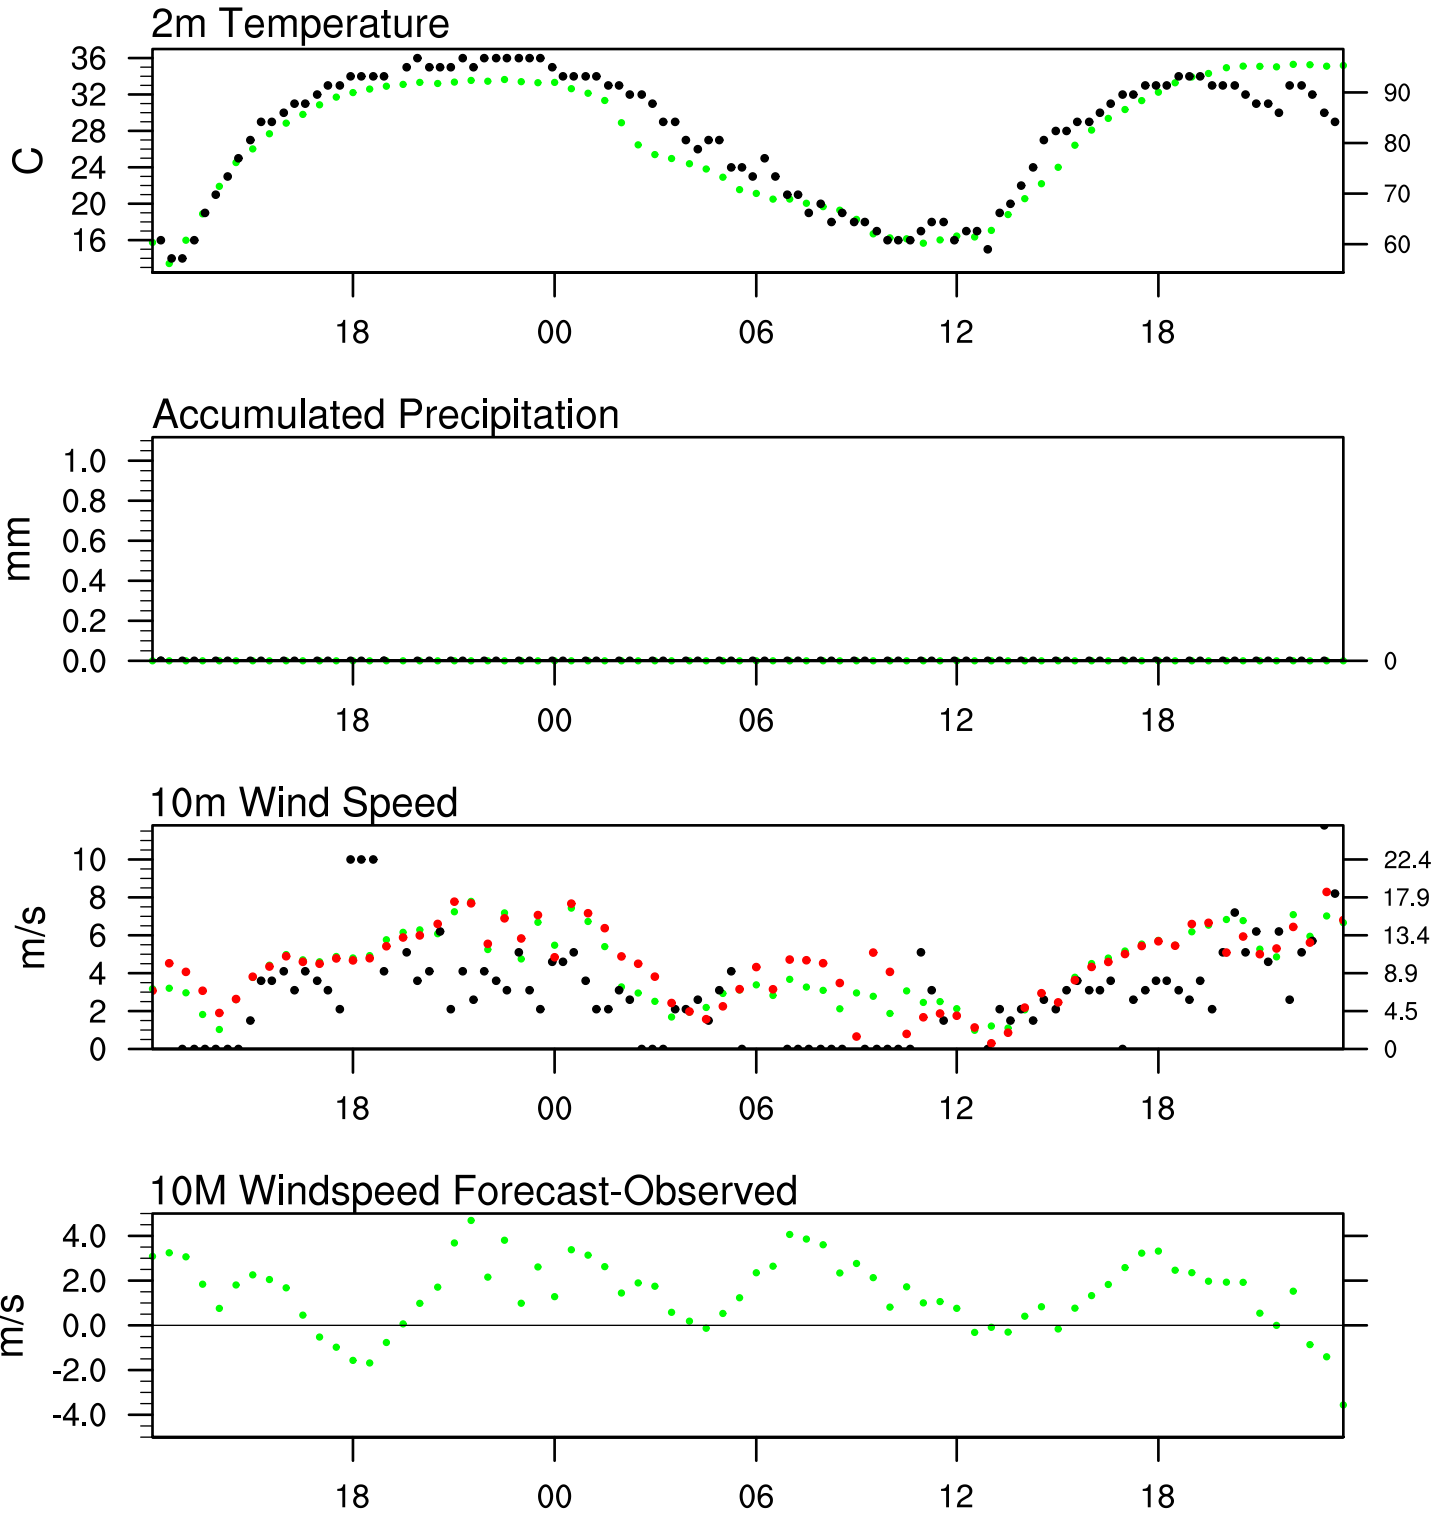 2m Temperature
36
32
28
24
20
16
C
90
80
70
60
18 00 06 12 18
Accumulated Precipitation
1.0
0.8
0.6
0.4
0.2
0.0
mm
0
18 00 06 12 18
10m Wind Speed
10
8
6
4
2
0
m/s
22.4
17.9
13.4
8.9
4.5
0
18 00 06 12 18
10M Windspeed Forecast-Observed
4.0
2.0
0.0
-2.0
-4.0
m/s
18 00 06 12 18